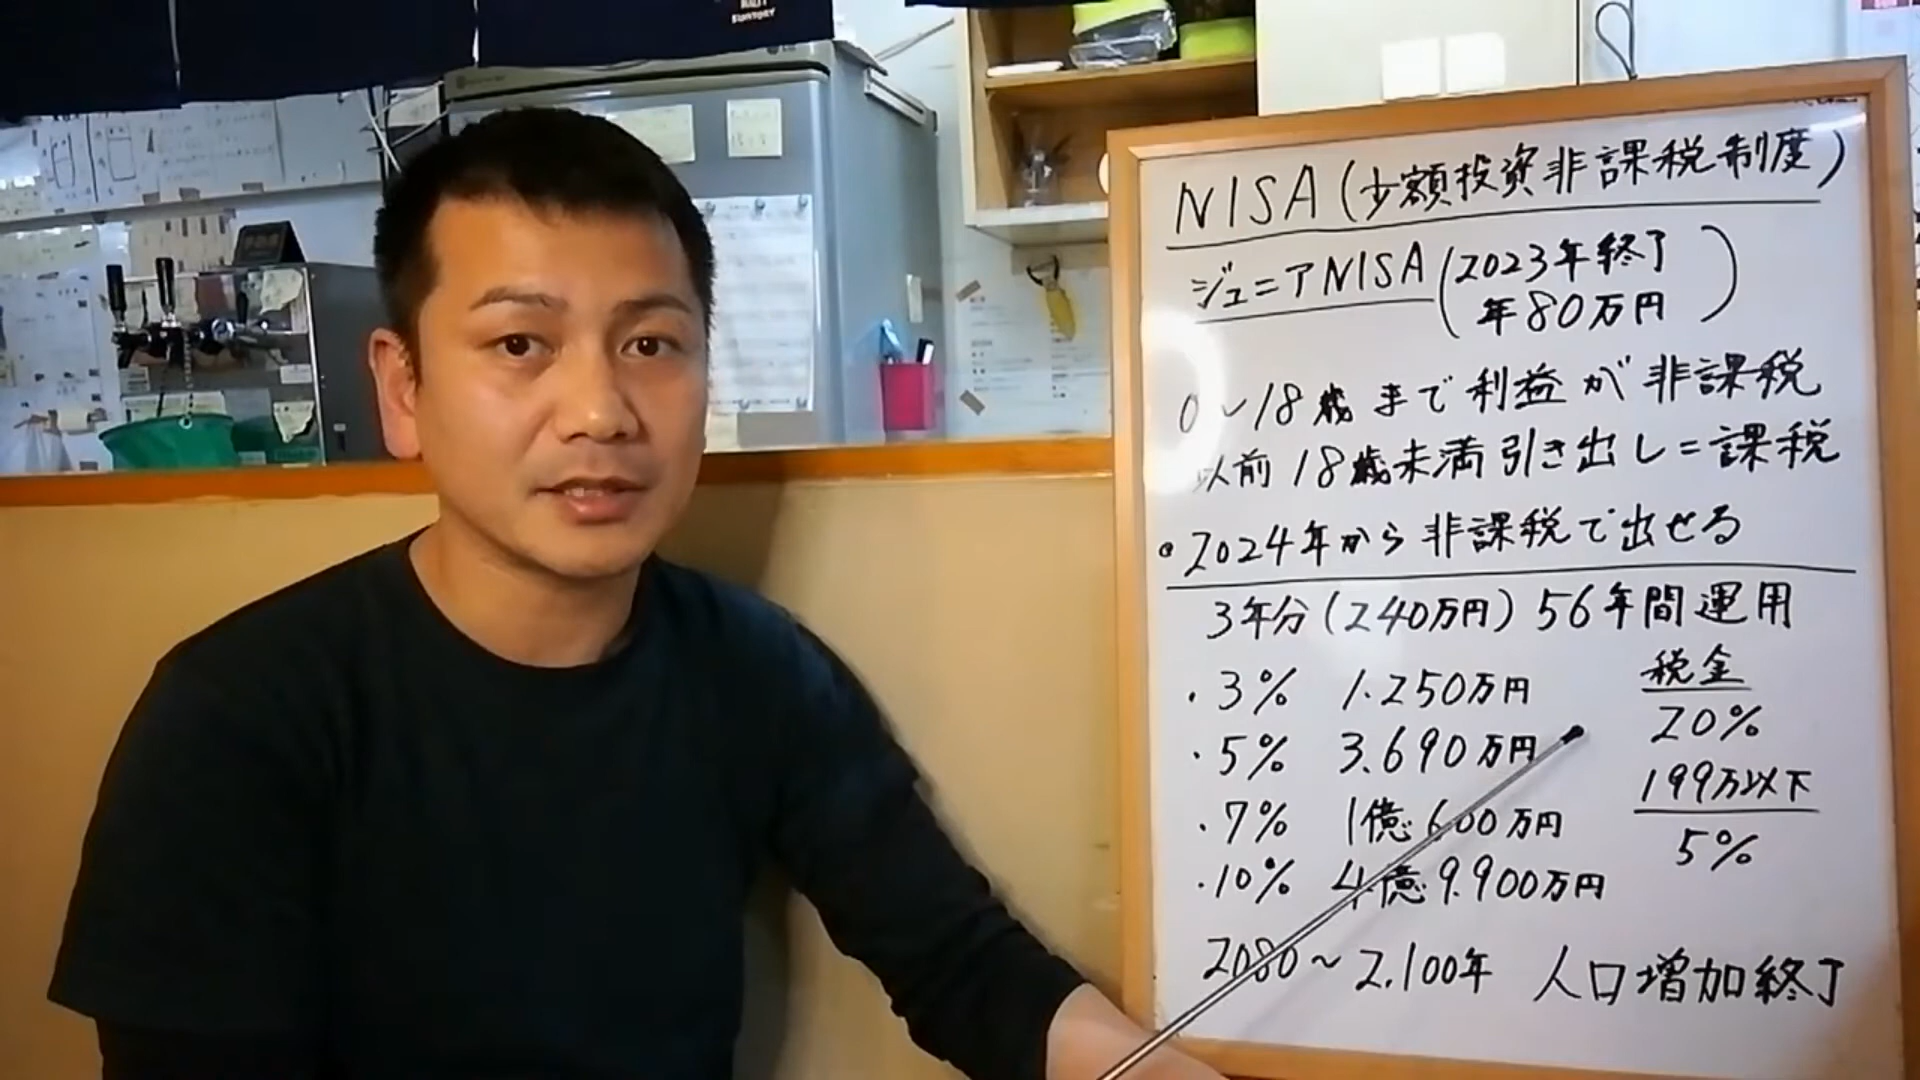 SUNTORY
NISA(少額投資非課税制度)
ジュニアNISA(2023年終了
年80万円)
0~18歳まで利益が非課税
以前18歳未満引き出し=課税
•2024年から非課税で出せる
3年分(240万円)56年間運用
・3% 1.250万円
・5% 3.690万円
・7% 1億600万円
・10% 4億9.900万円
税金
20%
199万以下
5%
2080~2.100年 人口増加終了